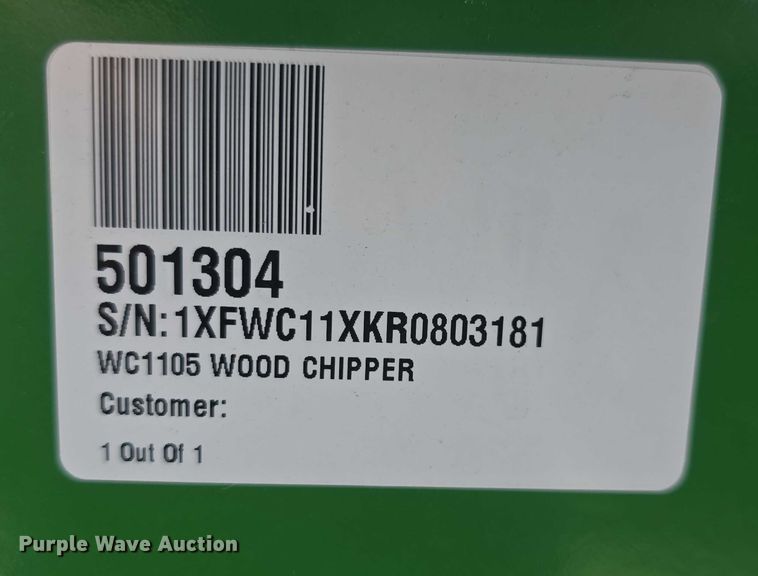 501304
S/N:1XFWC11XKR0803181
WC1105 WOOD CHIPPER
Customer:
1 Out Of 1
Purple Wave Auction